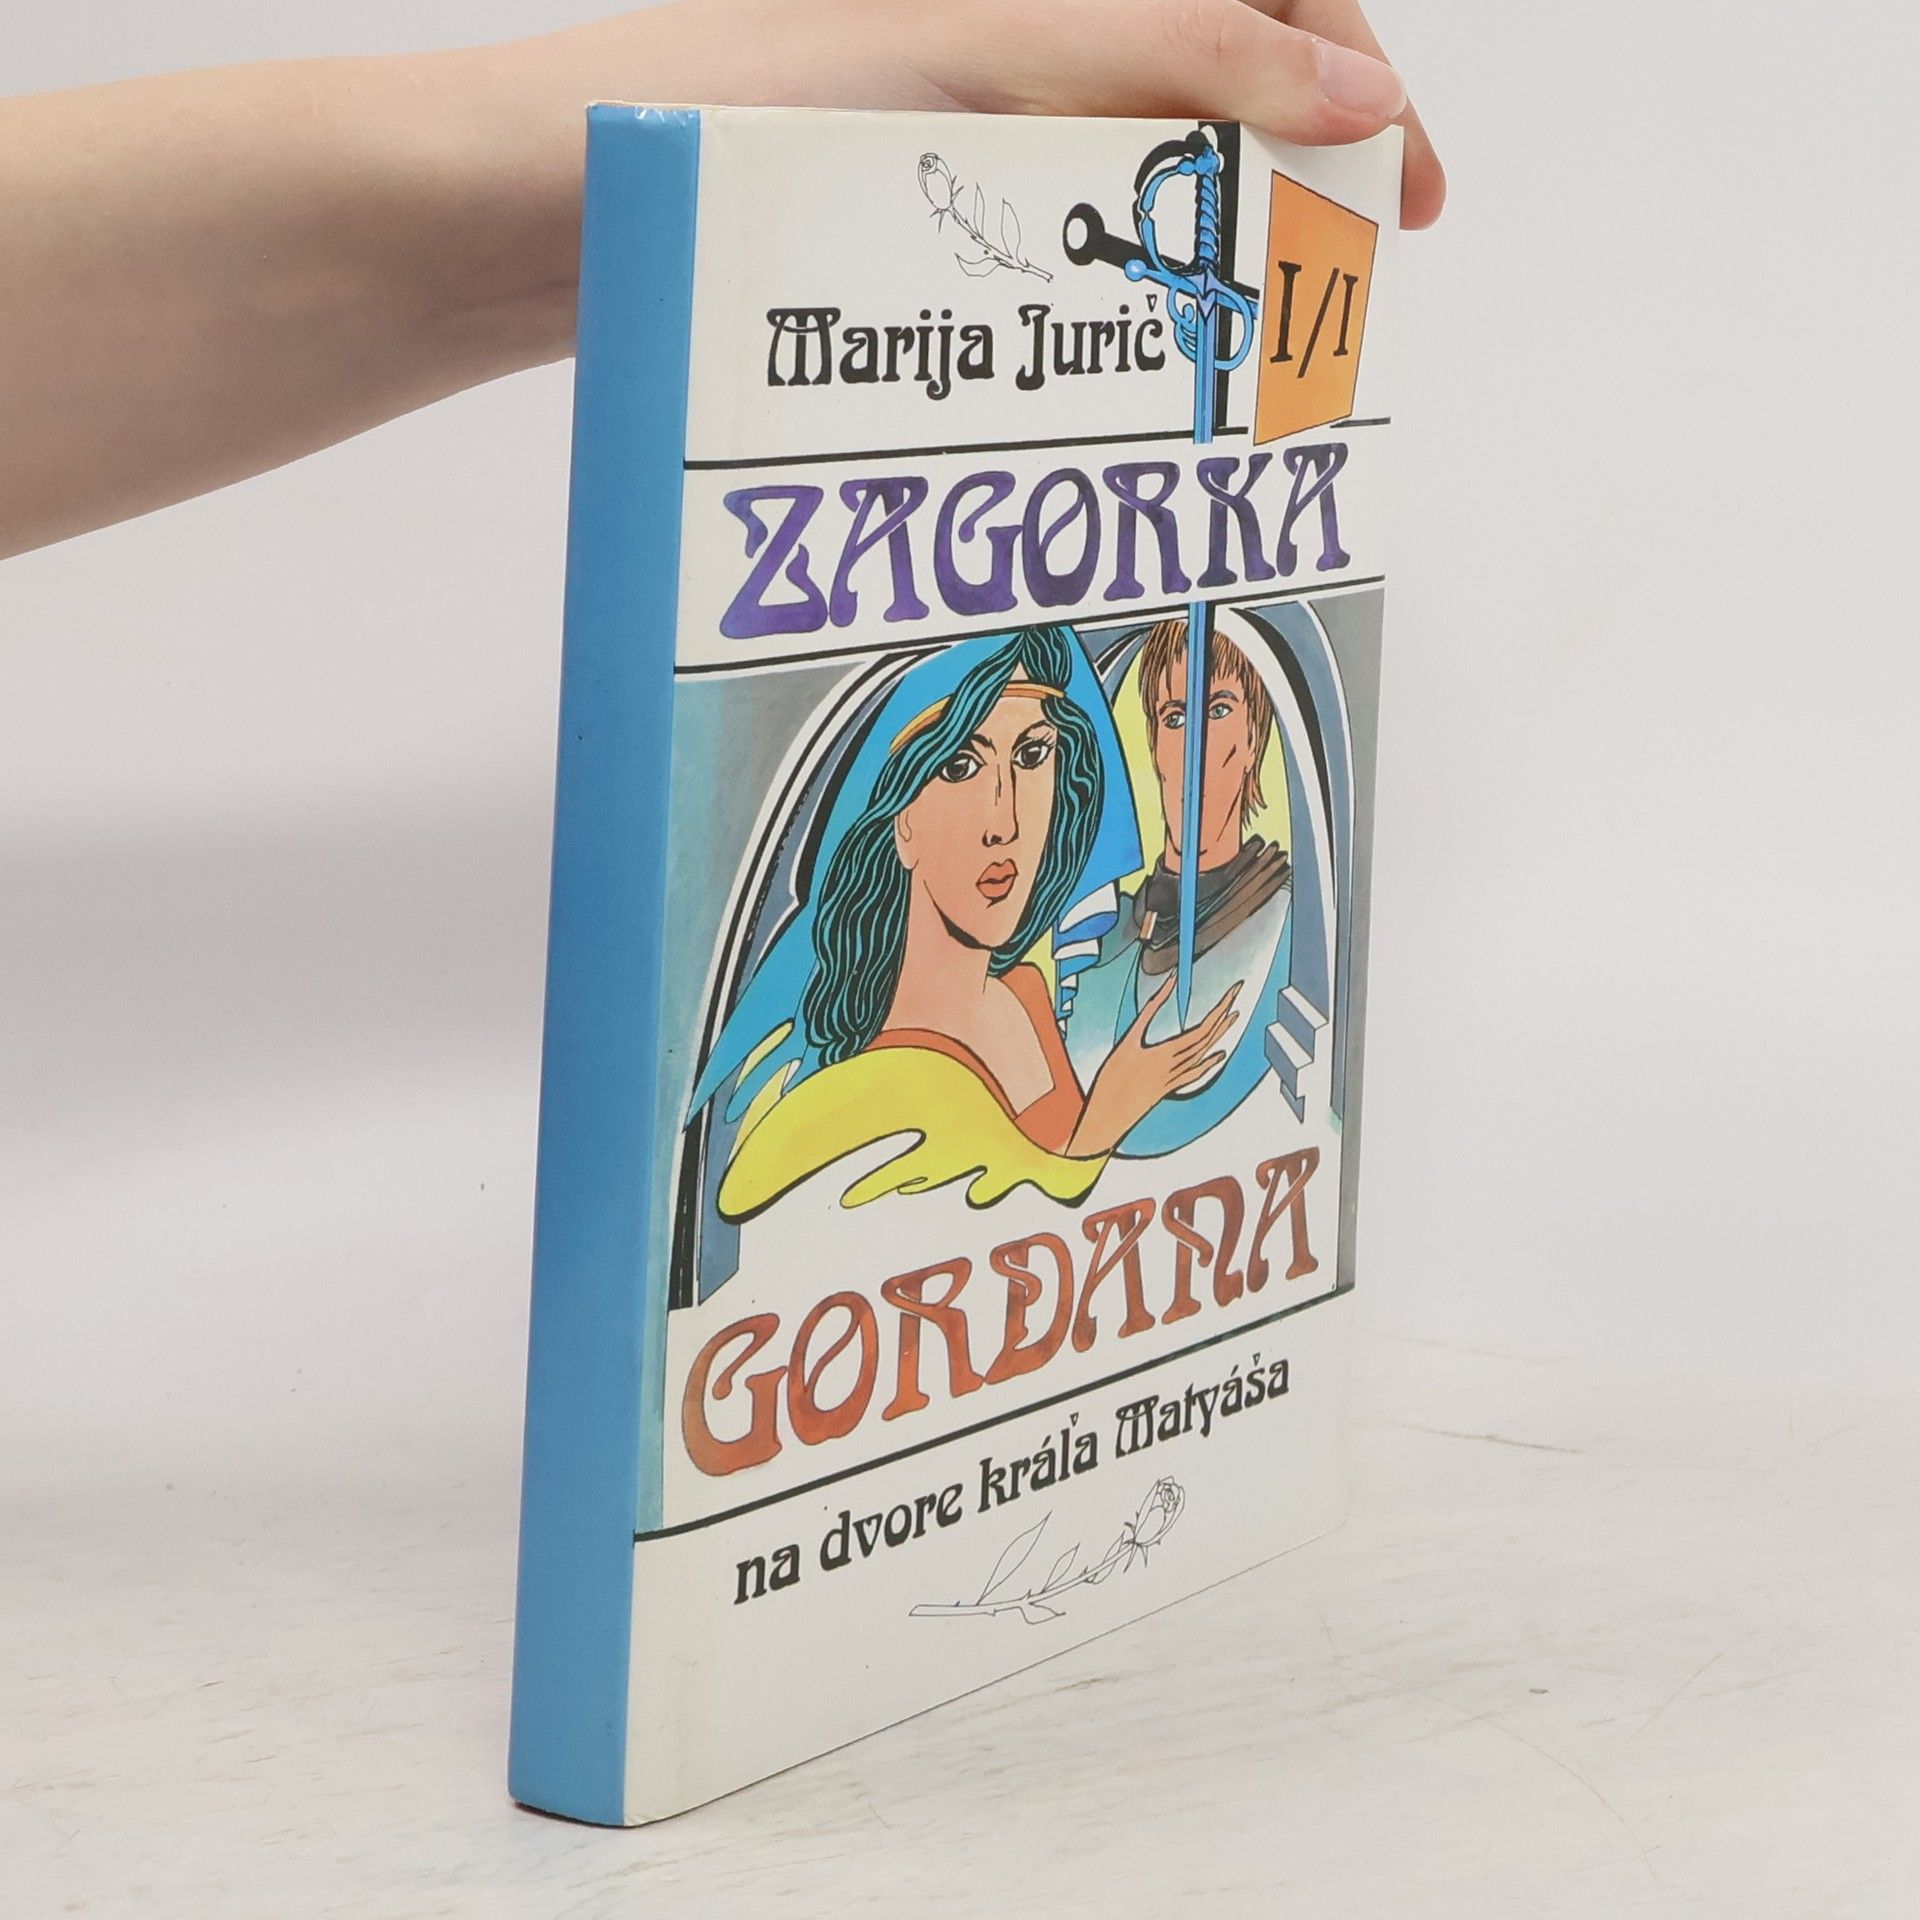 I/I
Marija Jurič
ZAGORKA
GORDANA
na dvore kráľa Matyáša